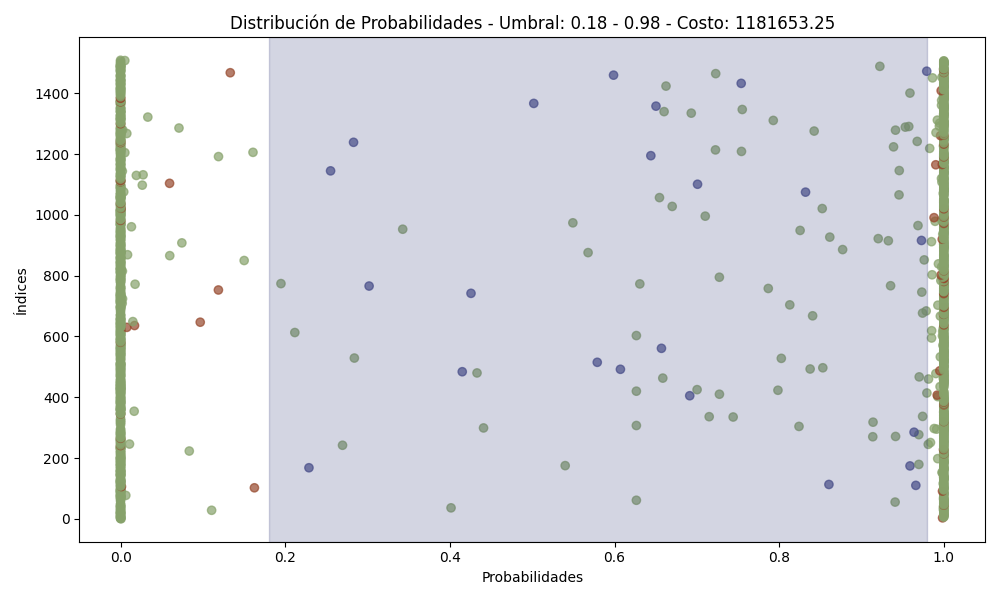 Distribución de Probabilidades - Umbral: 0.18 - 0.98 - Costo: 1181653.25
Índices
1400
1200
1000
800
600
400
200
0
0.0 0.2 0.4 0.6 0.8 1.0
Probabilidades